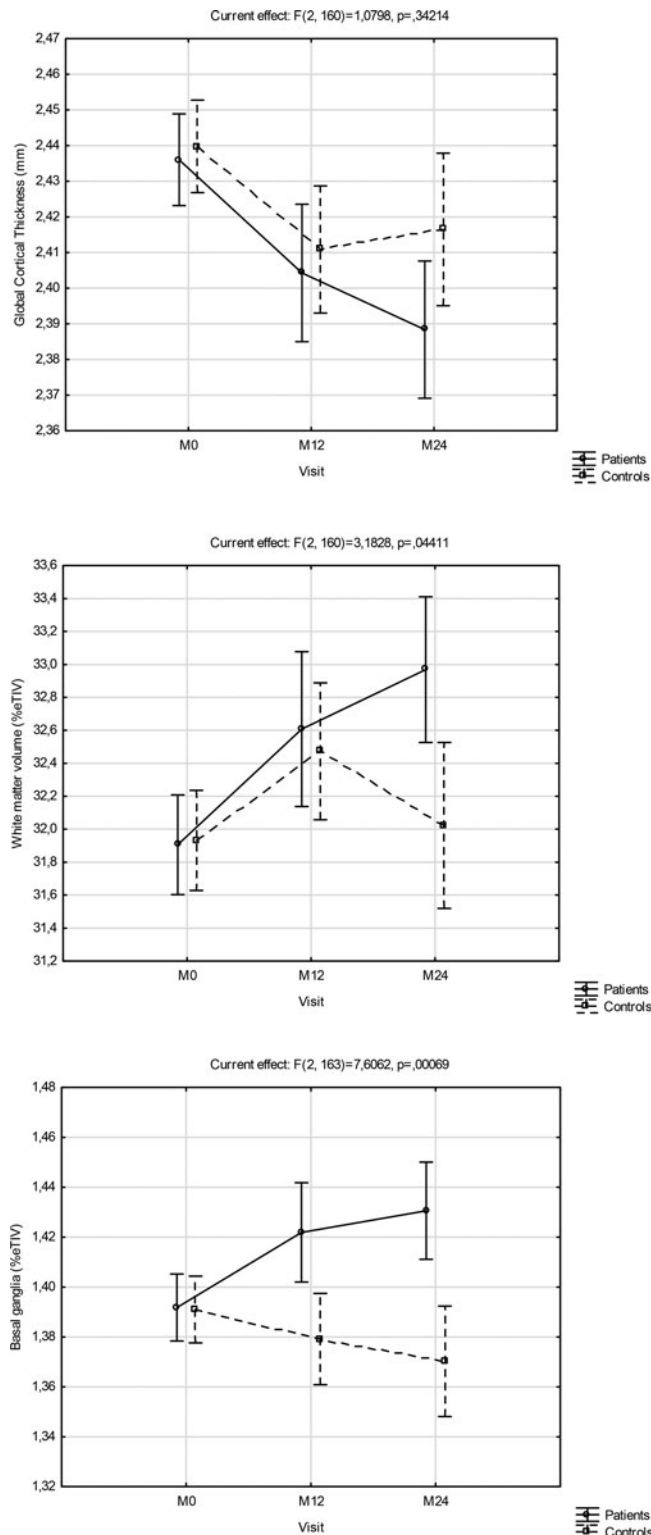 Current effect: F(2, 160)=1,0798, p=,34214
Global Cortical Thickness (mm)
2,47
2,46
2,45
2,44
2,43
2,42
2,41
2,40
2,39
2,38
2,37
2,36
M0 M12 M24
Visit
Patients
Controls
Current effect: F(2, 160)=3,1828, p=,04411
White matter volume (%eTIV)
33,6
33,4
33,2
33,0
32,8
32,6
32,4
32,2
32,0
31,8
31,6
31,4
31,2
M0 M12 M24
Visit
Patients
Controls
Current effect: F(2, 163)=7,6062, p=,00069
Basal ganglia (%eTIV)
1,48
1,46
1,44
1,42
1,40
1,38
1,36
1,34
1,32
M0 M12 M24
Visit
Patients
Controls